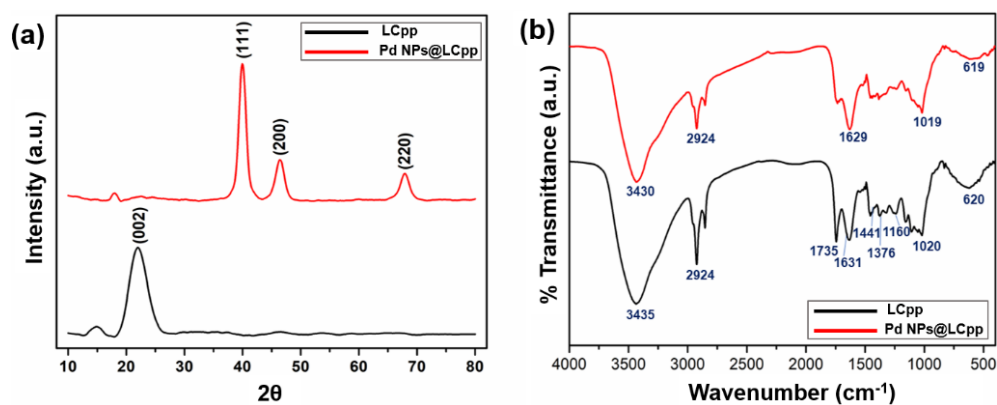 (a)
LCpp
Pd NPs@LCpp
(111)
(200)
(220)
(002)
Intensity (a.u.)
10 20 30 40 50 60 70 80
2θ
(b)
% Transmittance (a.u.)
619
2924
1629
1019
3430
620
1441
1160
1735
1376
1020
1631
2924
3435
LCpp
Pd NPs@LCpp
4000 3500 3000 2500 2000 1500 1000 500
Wavenumber (cm⁻¹)